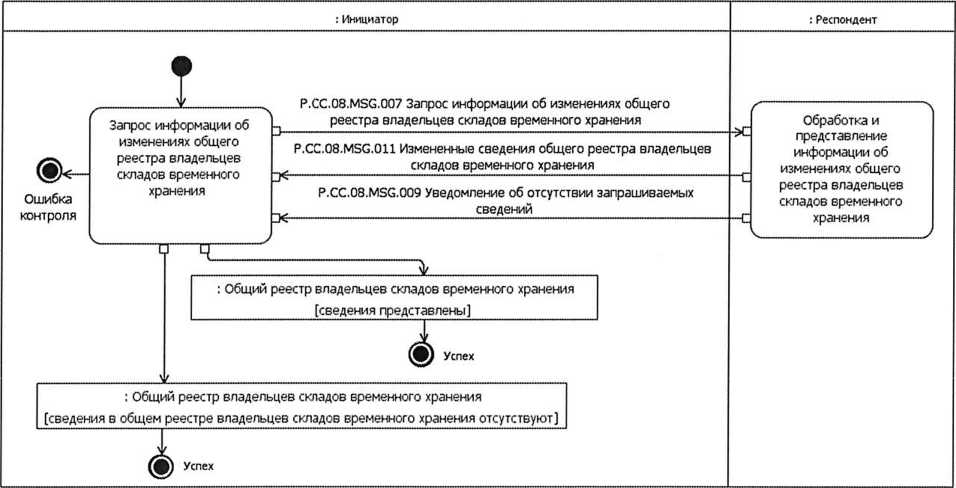 : Инициатор
: Респондент
Запрос информации об
изменениях общего
реестра владельцев
складов временного
хранения
P.CC.08.MSG.007 Запрос информации об изменениях общего
реестра владельцев складов временного хранения
P.CC.08.MSG.011 Измененные сведения общего реестра владельцев
складов временного хранения
P.CC.08.MSG.009 Уведомление об отсутствии запрашиваемых
сведений
Обработка и
представление
информации об
изменениях общего
реестра владельцев
складов временного
хранения
Ошибка
контроля
: Общий реестр владельцев складов временного хранения
[сведения представлены]
Успех
: Общий реестр владельцев складов временного хранения
[сведения в общем реестре владельцев складов временного хранения отсутствуют]
Успех